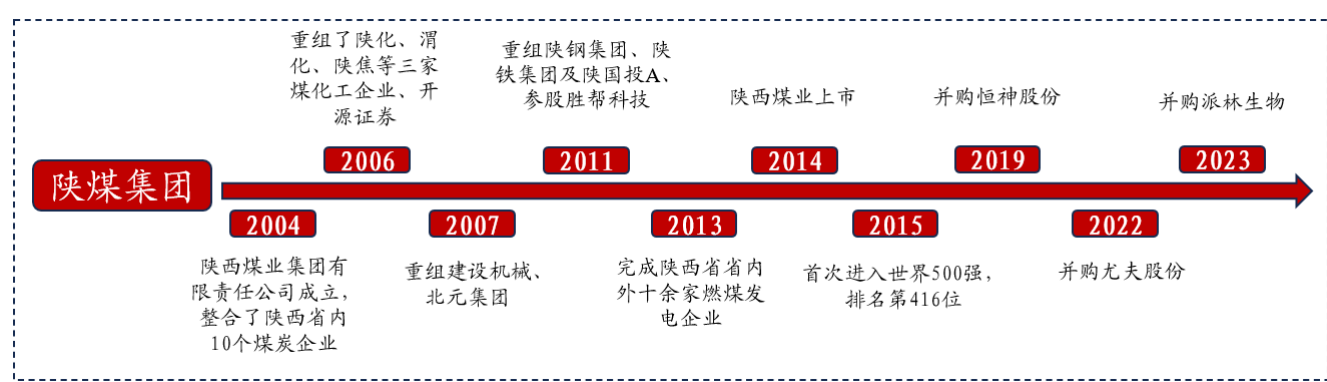 陕煤集团
2004
陕西煤业集团有
限责任公司成立，
整合了陕西省内
10个煤炭企业
重组了陕化、渭
化、陕焦等三家
煤化工企业、开
源证券
2006
2007
重组建设机械、
北元集团
重组陕钢集团、陕
铁集团及陕国投A、
参股胜帮科技
2011
2013
完成陕西省省内
外十余家燃煤发
电企业
陕西煤业上市
2014
2015
首次进入世界500强，
排名第416位
并购恒神股份
2019
2022
并购尤夫股份
并购派林生物
2023